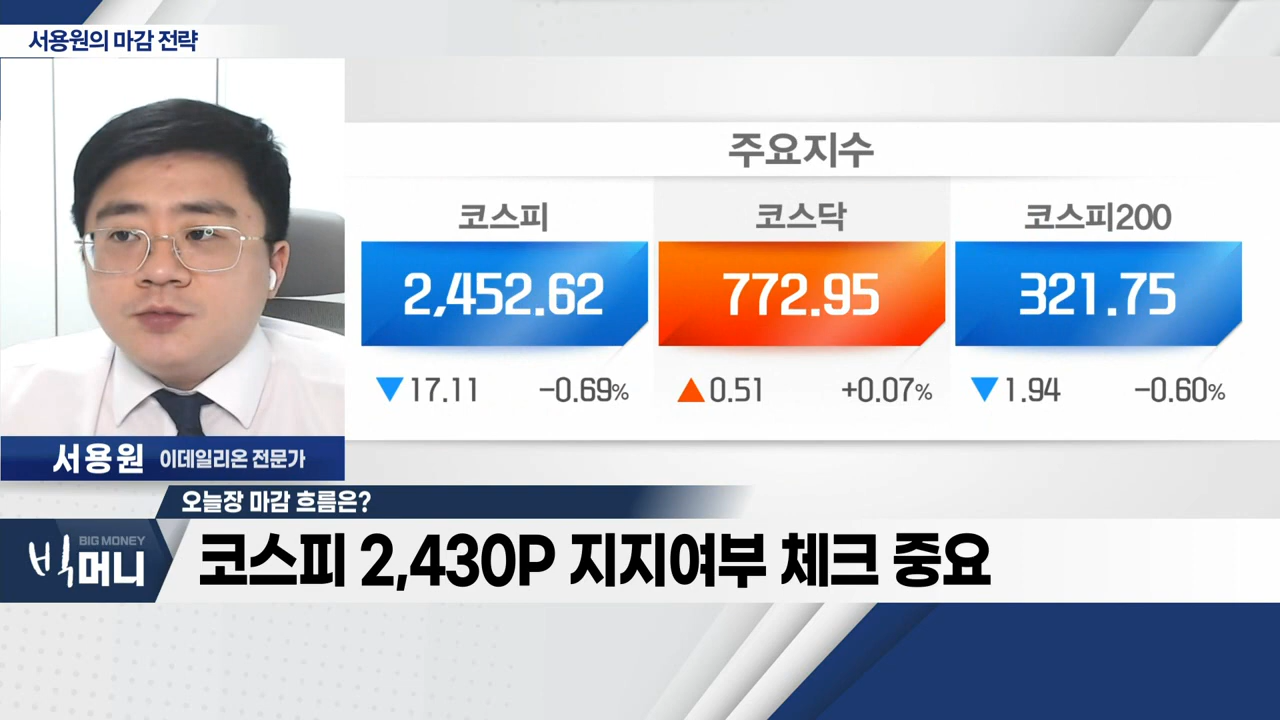 서용원의 마감 전략
주요지수
코스피
2,452.62
▼17.11 -0.69%
코스닥
772.95
▲0.51 +0.07%
코스피200
321.75
▼1.94 -0.60%
서용원 이데일리온 전문가
오늘장 마감 흐름은?
BIG MONEY
빅머니
코스피 2,430P 지지여부 체크 중요